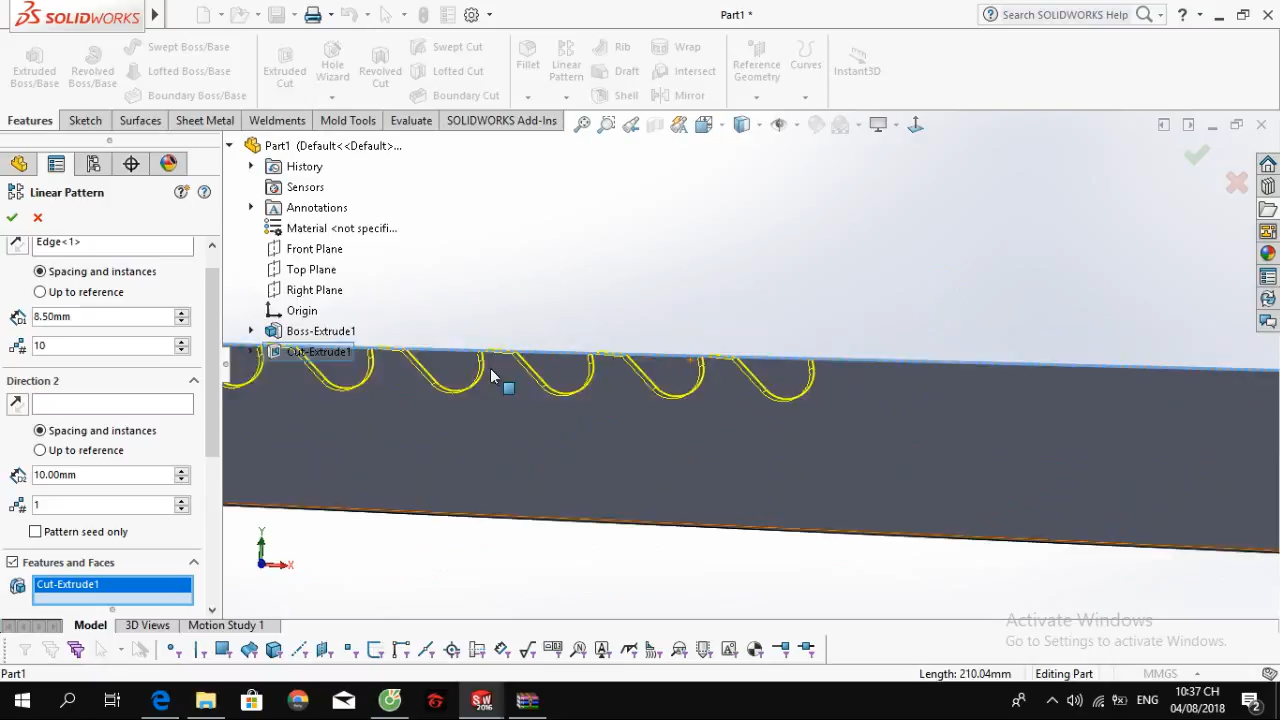 SOLIDWORKS
Part1 *
Search SOLIDWORKS Help
Extruded Boss/Base
Revolved Boss/Base
Swept Boss/Base
Lofted Boss/Base
Boundary Boss/Base
Extruded Cut
Hole Wizard
Revolved Cut
Swept Cut
Lofted Cut
Boundary Cut
Fillet
Linear Pattern
Rib
Draft
Shell
Wrap
Intersect
Mirror
Reference Geometry
Curves
Instant3D
Features
Sketch
Surfaces
Sheet Metal
Weldments
Mold Tools
Evaluate
SOLIDWORKS Add-Ins
Part1 (Default<<Default>...
History
Sensors
Annotations
Material <not specifi...
Front Plane
Top Plane
Right Plane
Origin
Boss-Extrude1
Cut-Extrude1
Linear Pattern
Edge<1>
Spacing and instances
Up to reference
D1
8.50mm
10
Direction 2
Spacing and instances
Up to reference
D2
10.00mm
1
Pattern seed only
Features and Faces
Cut-Extrude1
Y
X
Activate Windows
Go to Settings to activate Windows.
Model
3D Views
Motion Study 1
Part1
Length: 210.04mm
Editing Part
MMGS
SW
2016
ENG
10:37 CH
04/08/2018
2